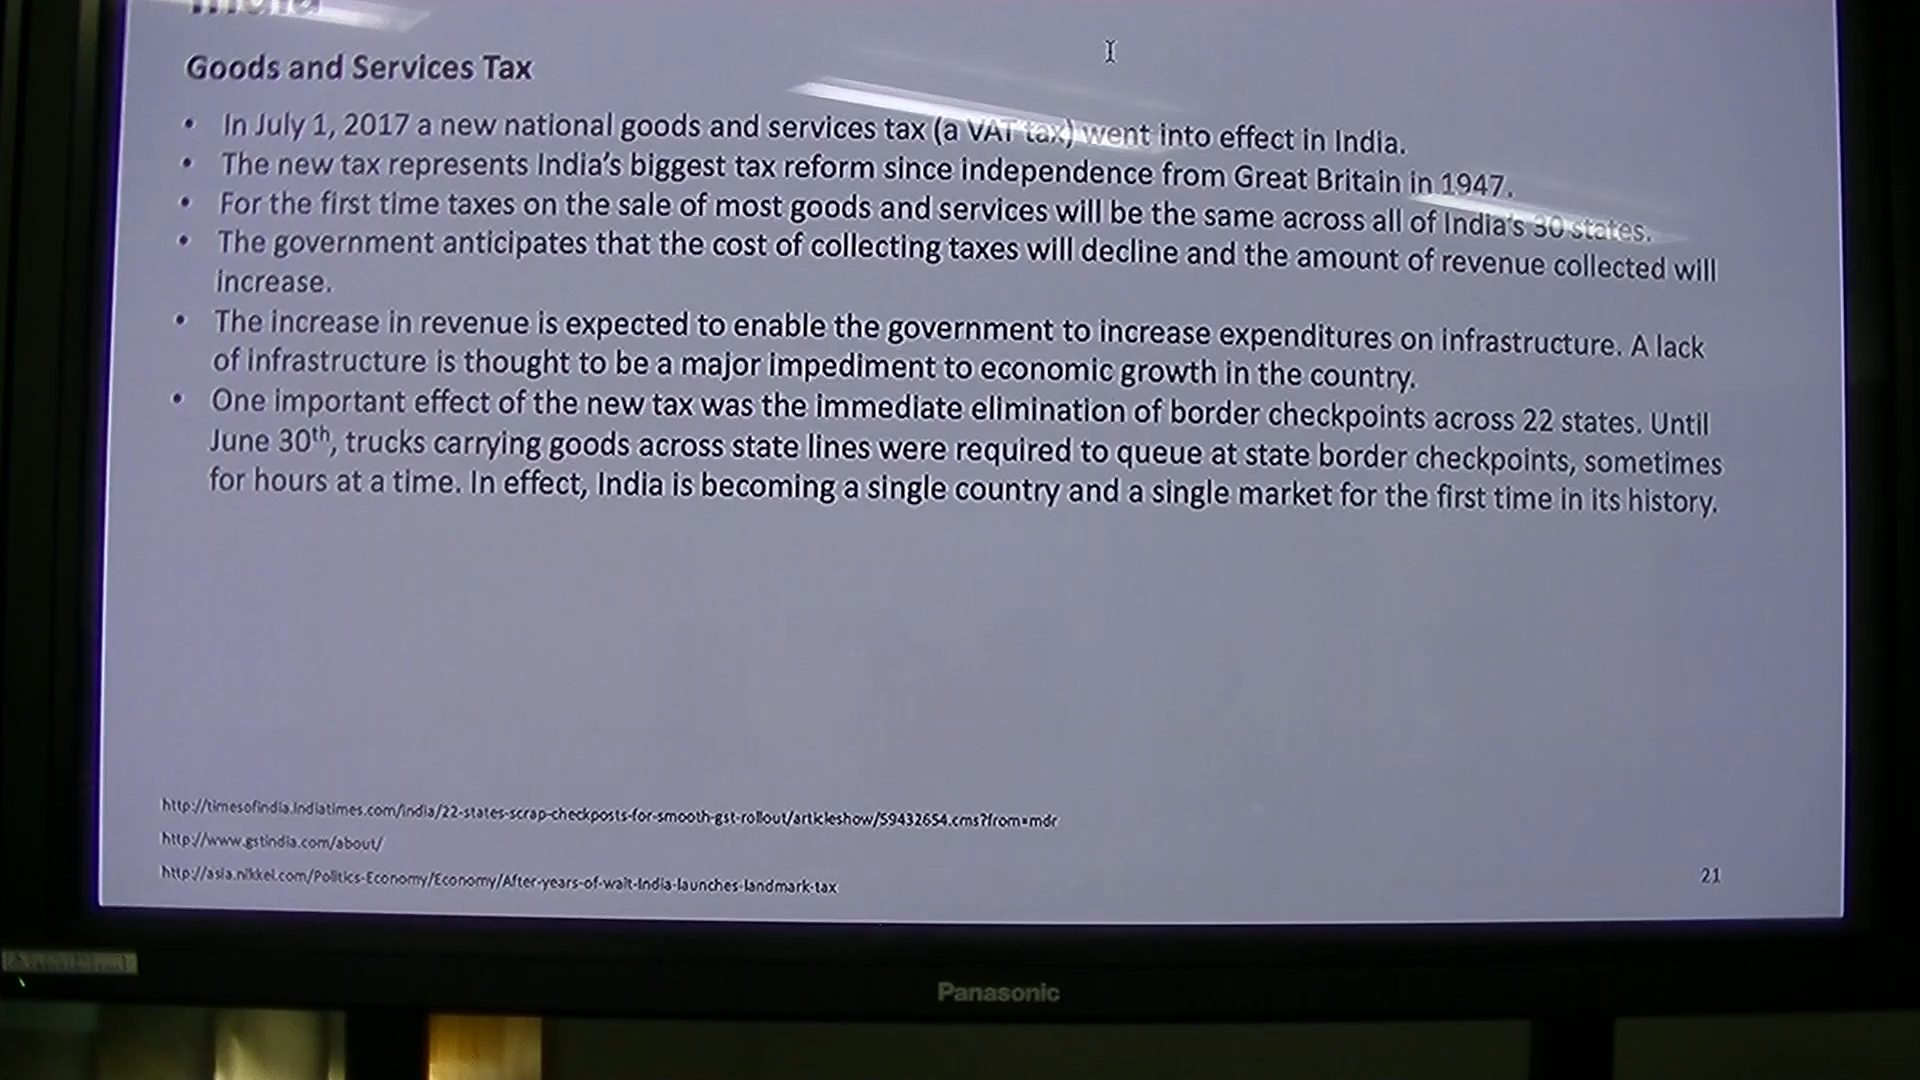 India
Goods and Services Tax
• In July 1, 2017 a new national goods and services tax (a VAT tax) went into effect in India.
• The new tax represents India's biggest tax reform since independence from Great Britain in 1947.
• For the first time taxes on the sale of most goods and services will be the same across all of India's 30 states.
• The government anticipates that the cost of collecting taxes will decline and the amount of revenue collected will
increase.
• The increase in revenue is expected to enable the government to increase expenditures on infrastructure. A lack
of infrastructure is thought to be a major impediment to economic growth in the country.
• One important effect of the new tax was the immediate elimination of border checkpoints across 22 states. Until
June 30th, trucks carrying goods across state lines were required to queue at state border checkpoints, sometimes
for hours at a time. In effect, India is becoming a single country and a single market for the first time in its history.
http://timesofindia.indiatimes.com/india/22-states-scrap-checkposts-for-smooth-gst-rollout/articleshow/59432654.cms?from=mdr
http://www.gstindia.com/about/
http://asia.nikkei.com/Politics-Economy/Economy/After-years-of-wait-India-launches-landmark-tax
21
Panasonic